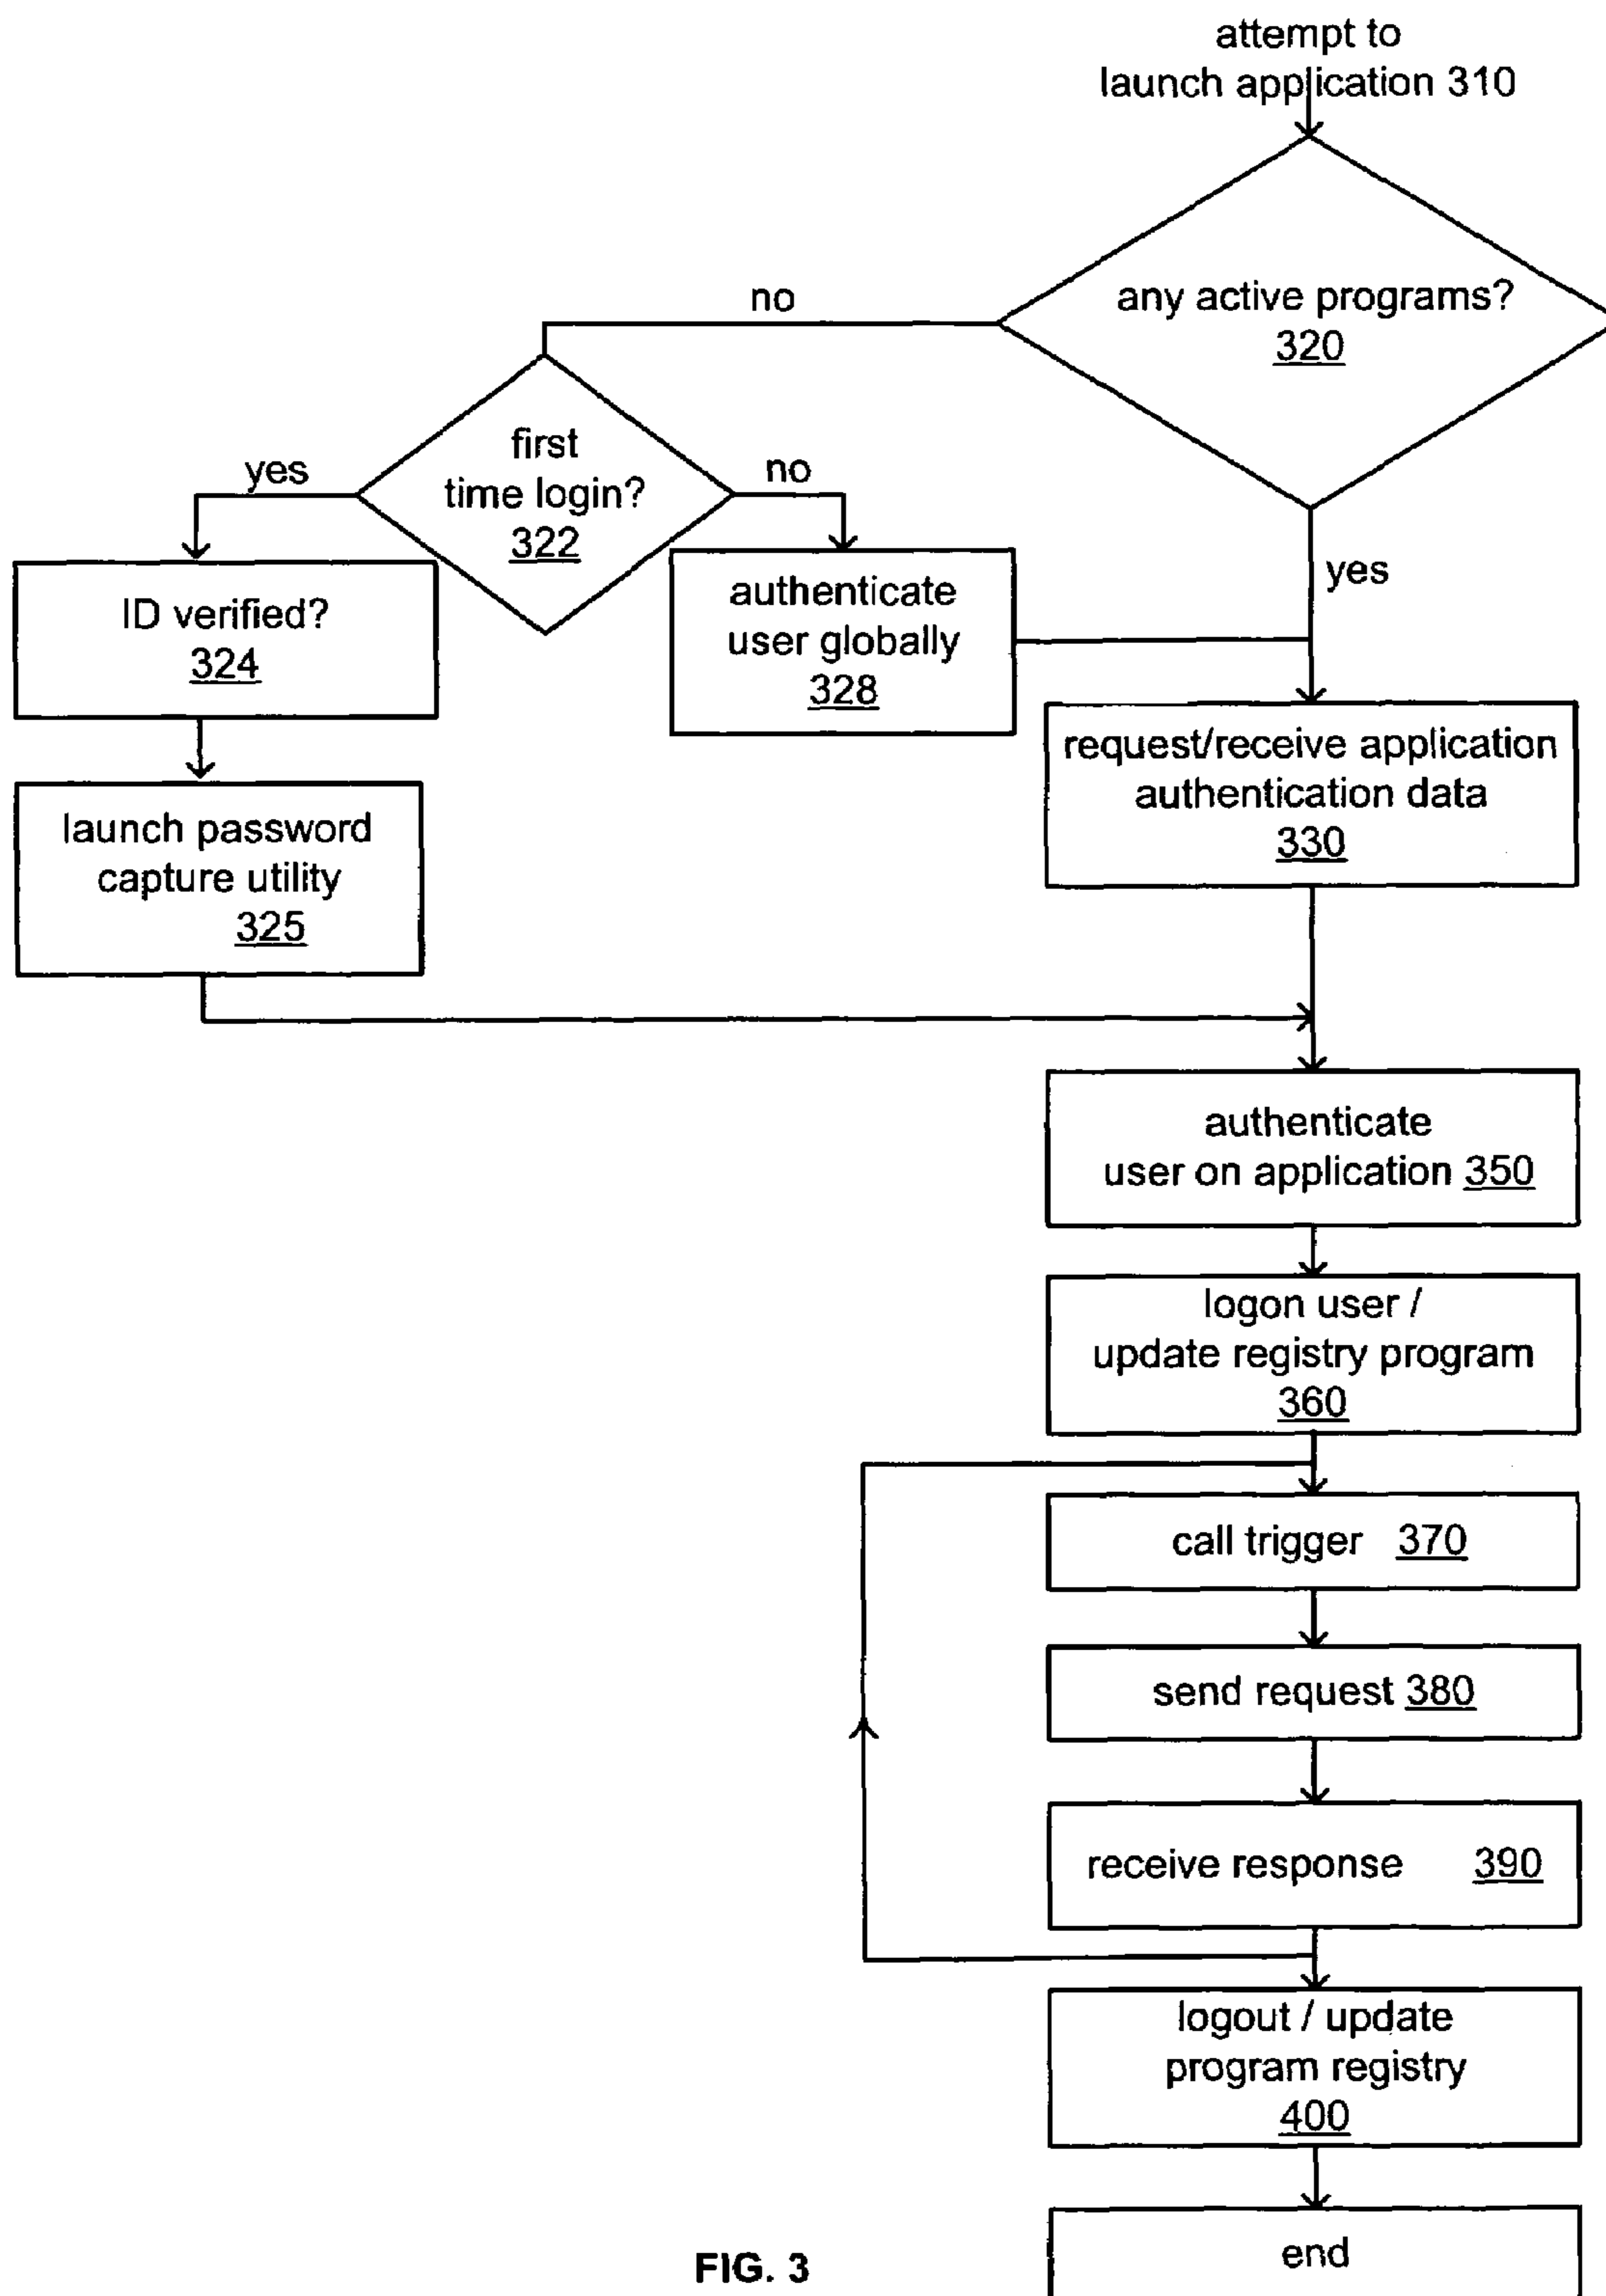 attempt to
launch application 310
any active programs?
320
no
first
time login?
322
yes
no
ID verified?
324
authenticate
user globally
328
yes
launch password
capture utility
325
request/receive application
authentication data
330
authenticate
user on application 350
logon user /
update registry program
360
call trigger 370
send request 380
receive response 390
logout / update
program registry
400
end
FIG. 3